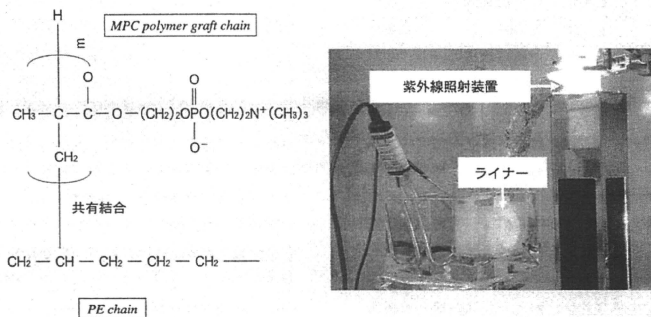 H
MPC polymer graft chain
m
O
O
CH₃—C—C—O—(CH₂)₂OPO(CH₂)₂N⁺(CH₃)₃
CH₂
O⁻
共有結合
CH₂—CH—CH₂—CH₂—CH₂—
PE chain
紫外線照射装置
ライナー